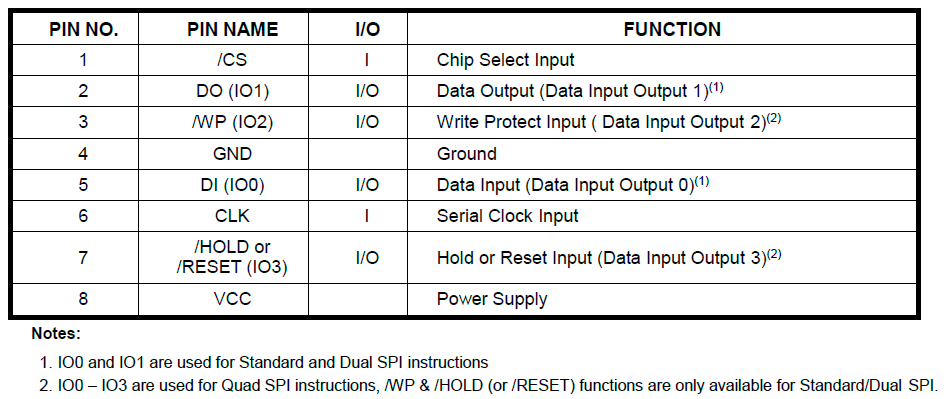 PIN NO. PIN NAME I/O FUNCTION
1 /CS I Chip Select Input
2 DO (IO1) I/O Data Output (Data Input Output 1)(1)
3 /WP (IO2) I/O Write Protect Input ( Data Input Output 2)(2)
4 GND Ground
5 DI (IO0) I/O Data Input (Data Input Output 0)(1)
6 CLK I Serial Clock Input
7 /HOLD or
/RESET (IO3) I/O Hold or Reset Input (Data Input Output 3)(2)
8 VCC Power Supply
Notes:
1. IO0 and IO1 are used for Standard and Dual SPI instructions
2. IO0 – IO3 are used for Quad SPI instructions, /WP & /HOLD (or /RESET) functions are only available for Standard/Dual SPI.